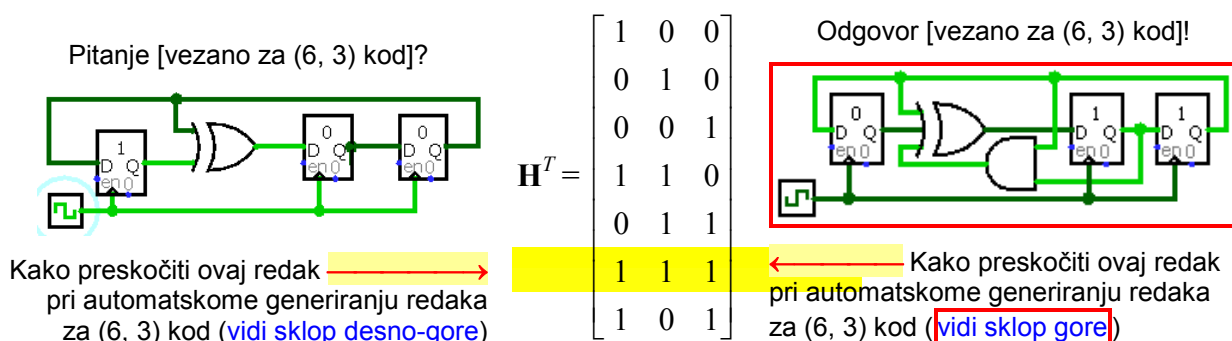 Pitanje [vezano za (6, 3) kod]?
1
D Q
en 0
0
D Q
en 0
0
D Q
en 0
Kako preskočiti ovaj redak
pri automatskome generiranju redaka
za (6, 3) kod (vidi sklop desno-gore)
H^T =
1 0 0
0 1 0
0 0 1
1 1 0
0 1 1
1 1 1
1 0 1
Odgovor [vezano za (6, 3) kod]!
0
D Q
en 0
1
D Q
en 0
1
D Q
en 0
Kako preskočiti ovaj redak
pri automatskome generiranju redaka
za (6, 3) kod (vidi sklop gore)